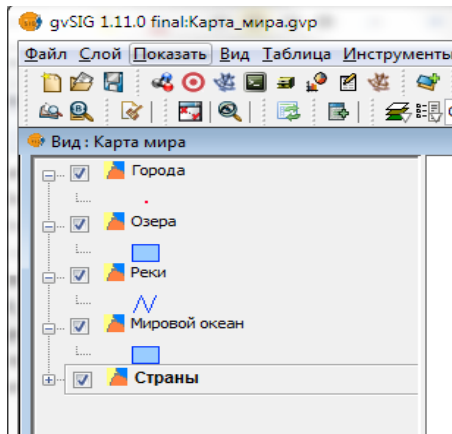 gvSIG 1.11.0 final:Карта_мира.gvp
Файл Слой Показать Вид Таблица Инструменты
Вид : Карта мира
Города
Озера
Реки
Мировой океан
Страны